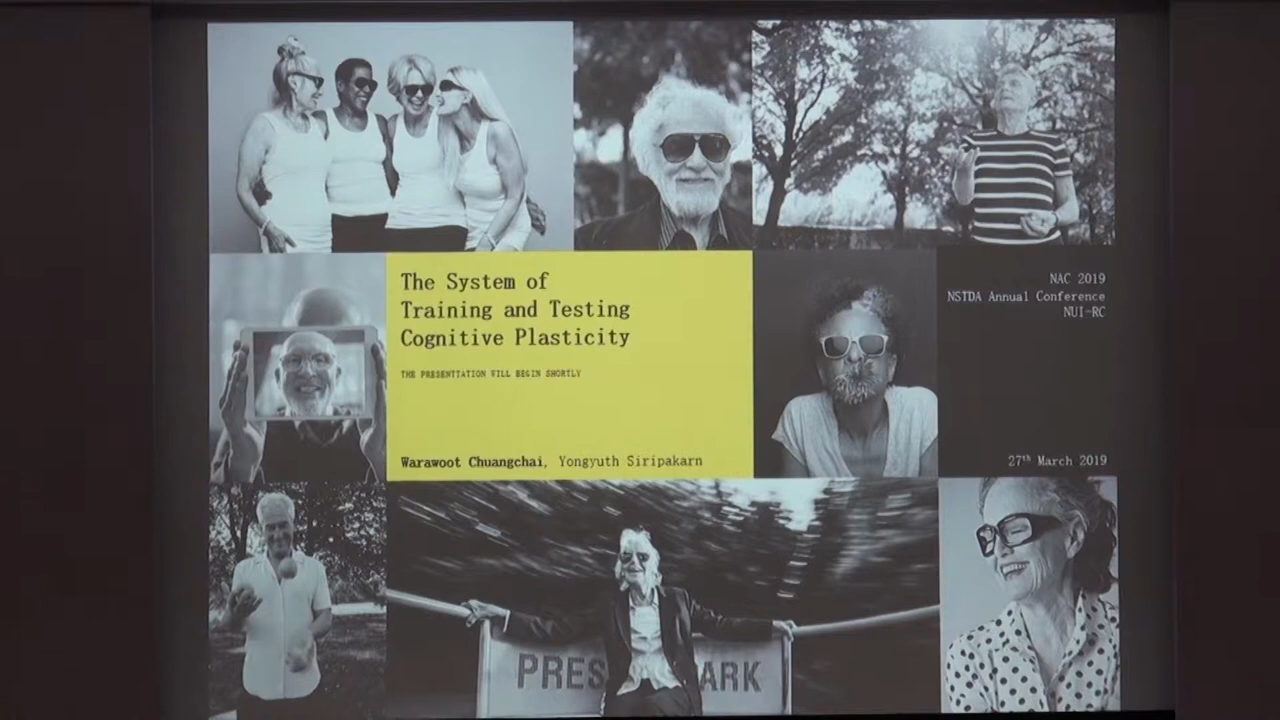 The System of
Training and Testing
Cognitive Plasticity
THE PRESENTTATION WILL BEGIN SHORTLY
Warawoot Chuangchai, Yongyuth Siripakarn
NAC 2019
NSTDA Annual Conference
NUI-RC
27th March 2019
PRES ARK